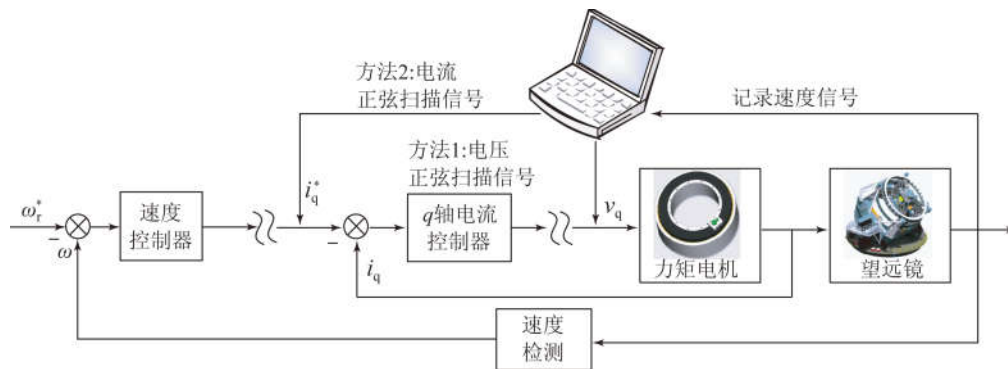 方法2:电流
正弦扫描信号
记录速度信号
方法1:电压
正弦扫描信号
i*q
ω*r
速度
控制器
q轴电流
控制器
vq
-
-
ω
iq
力矩电机
望远镜
速度
检测